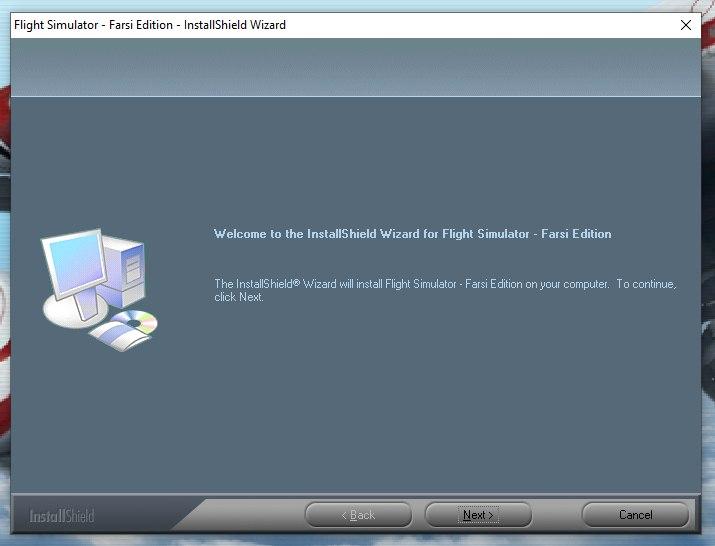 Flight Simulator - Farsi Edition - InstallShield Wizard
Welcome to the InstallShield Wizard for Flight Simulator - Farsi Edition
The InstallShield® Wizard will install Flight Simulator - Farsi Edition on your computer. To continue,
click Next.
InstallShield
< Back
Next >
Cancel